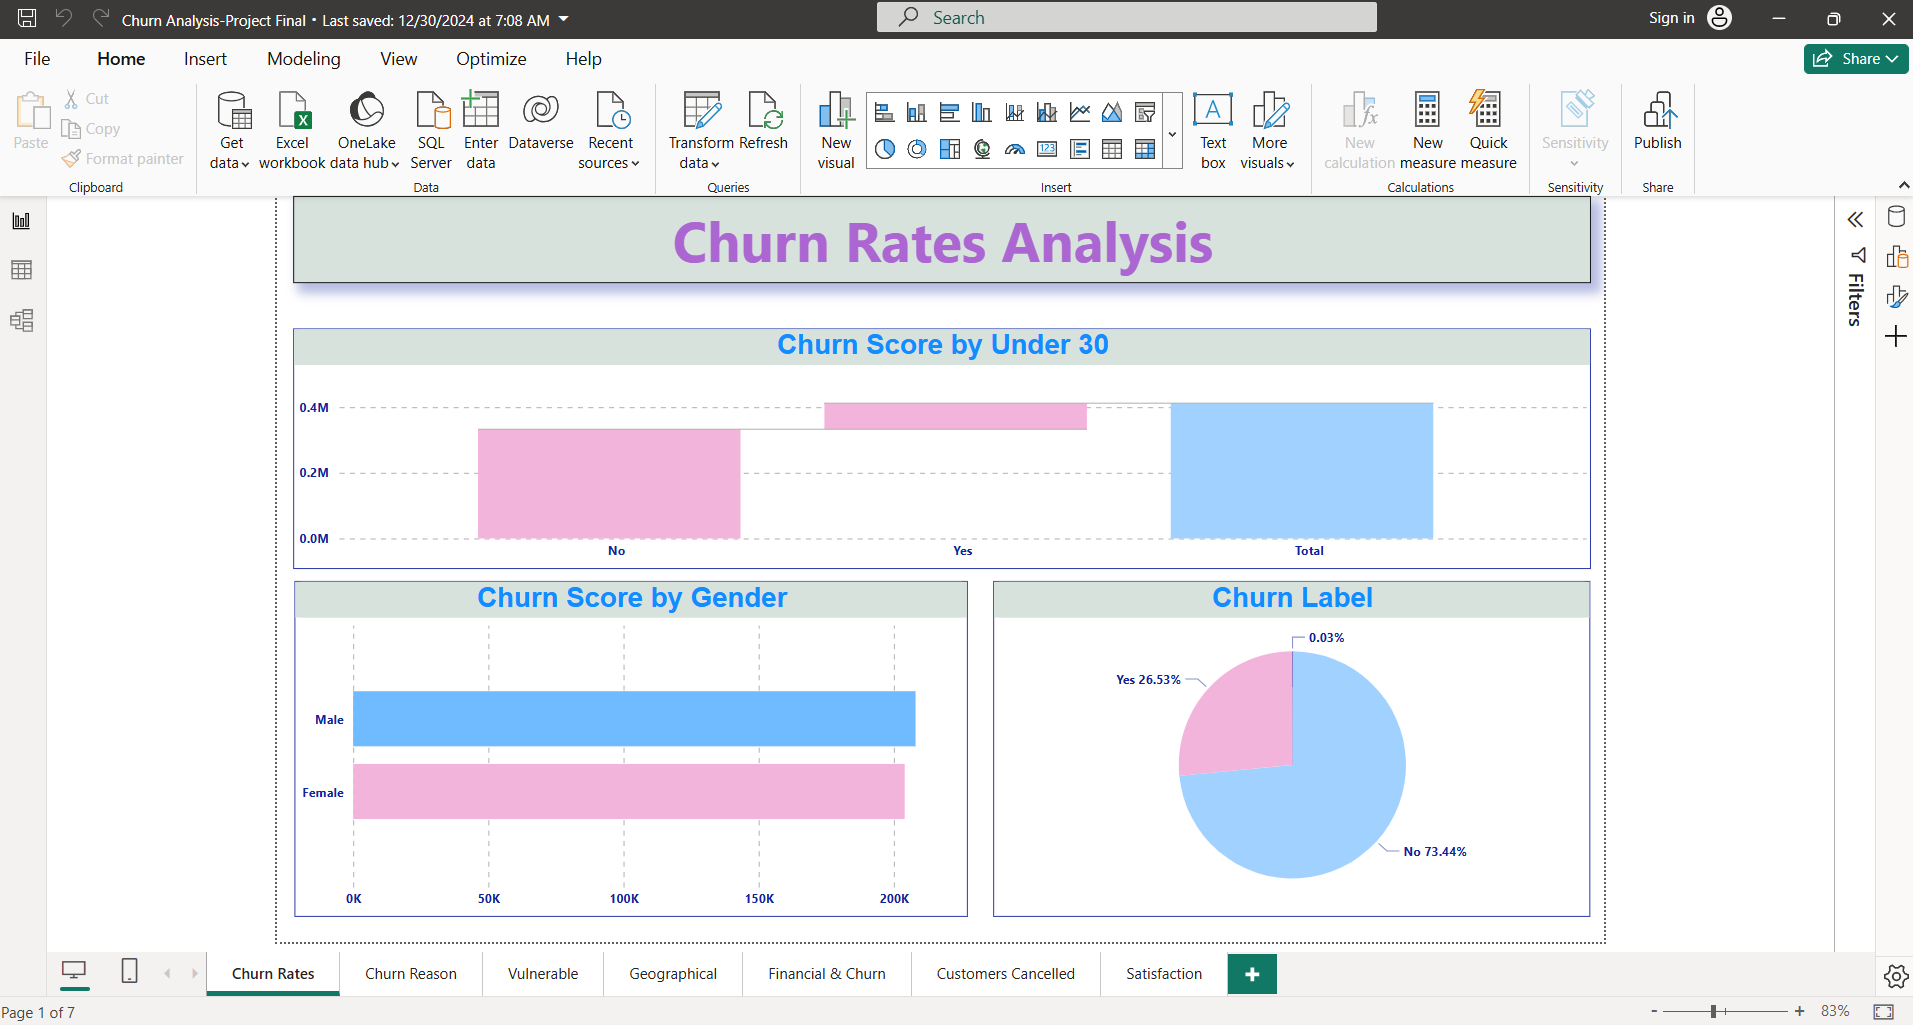 Churn Analysis-Project Final • Last saved: 12/30/2024 at 7:08 AM
Search
Sign in
File Home Insert Modeling View Optimize Help
Share
Paste
Cut
Copy
Format painter
Clipboard
Get data
Excel workbook
OneLake data hub
SQL Server
Enter data
Dataverse
Recent sources
Data
Transform data
Refresh
Queries
New visual
123
Text box
More visuals
Insert
New calculation
New measure
Quick measure
Calculations
Sensitivity
Sensitivity
Publish
Share
Filters
Churn Rates Analysis
Churn Score by Under 30
0.4M
0.2M
0.0M
No Yes Total
Churn Score by Gender
Male
Female
0K 50K 100K 150K 200K
Churn Label
0.03%
Yes 26.53%
No 73.44%
Churn Rates Churn Reason Vulnerable Geographical Financial & Churn Customers Cancelled Satisfaction
Page 1 of 7
- + 83%